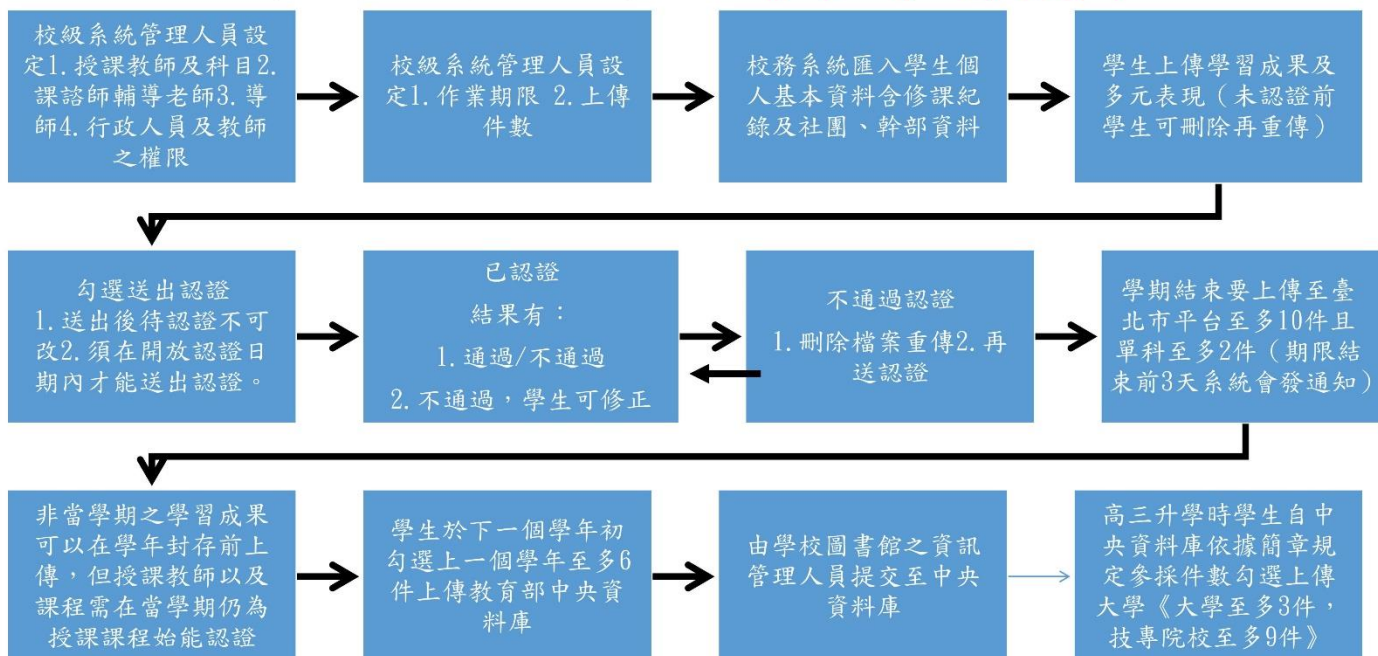 校級系統管理人員設
定1.授課教師及科目2.
課諮師輔導老師3.導
師4.行政人員及教師
之權限
校級系統管理人員設
定1.作業期限 2.上傳
件數
校務系統匯入學生個
人基本資料含修課紀
錄及社團、幹部資料
學生上傳學習成果及
多元表現（未認證前
學生可刪除再重傳）
勾選送出認證
1.送出後待認證不可
改2.須在開放認證日
期內才能送出認證。
已認證
結果有：
1.通過/不通過
2.不通過，學生可修正
不通過認證
1.刪除檔案重傳2.再
送認證
學期結束要上傳至臺
北市平台至多10件且
單科至多2件（期限結
束前3天系統會發通知）
非當學期之學習成果
可以在學年封存前上
傳，但授課教師以及
課程需在當學期仍為
授課課程始能認證
學生於下一個學年初
勾選上一個學年至多6
件上傳教育部中央資
料庫
由學校圖書館之資訊
管理人員提交至中央
資料庫
高三升學時學生自中
央資料庫依據簡章規
定參採件數勾選上傳
大學《大學至多3件，
技專院校至多9件》